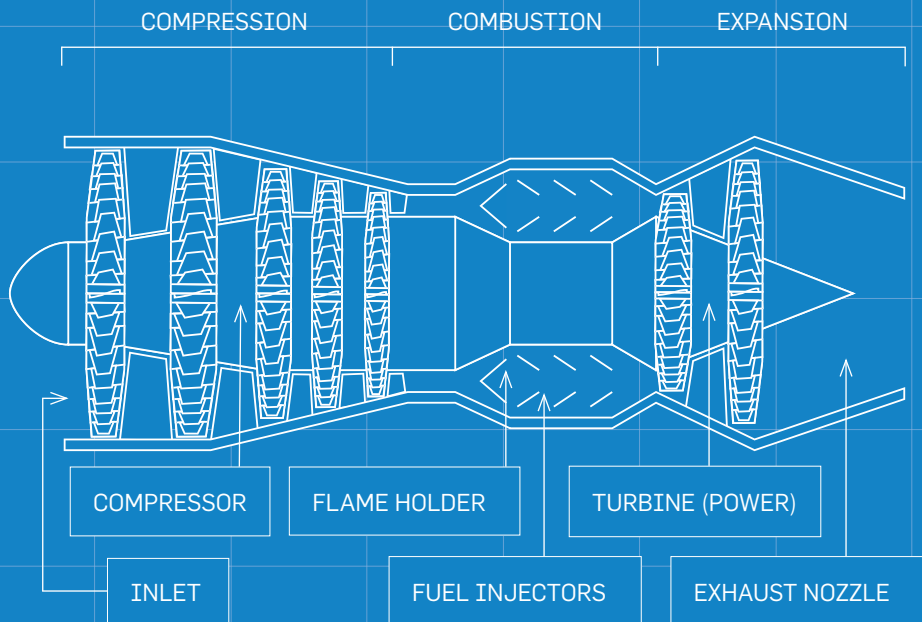 COMPRESSION
COMBUSTION
EXPANSION
COMPRESSOR
FLAME HOLDER
TURBINE (POWER)
INLET
FUEL INJECTORS
EXHAUST NOZZLE